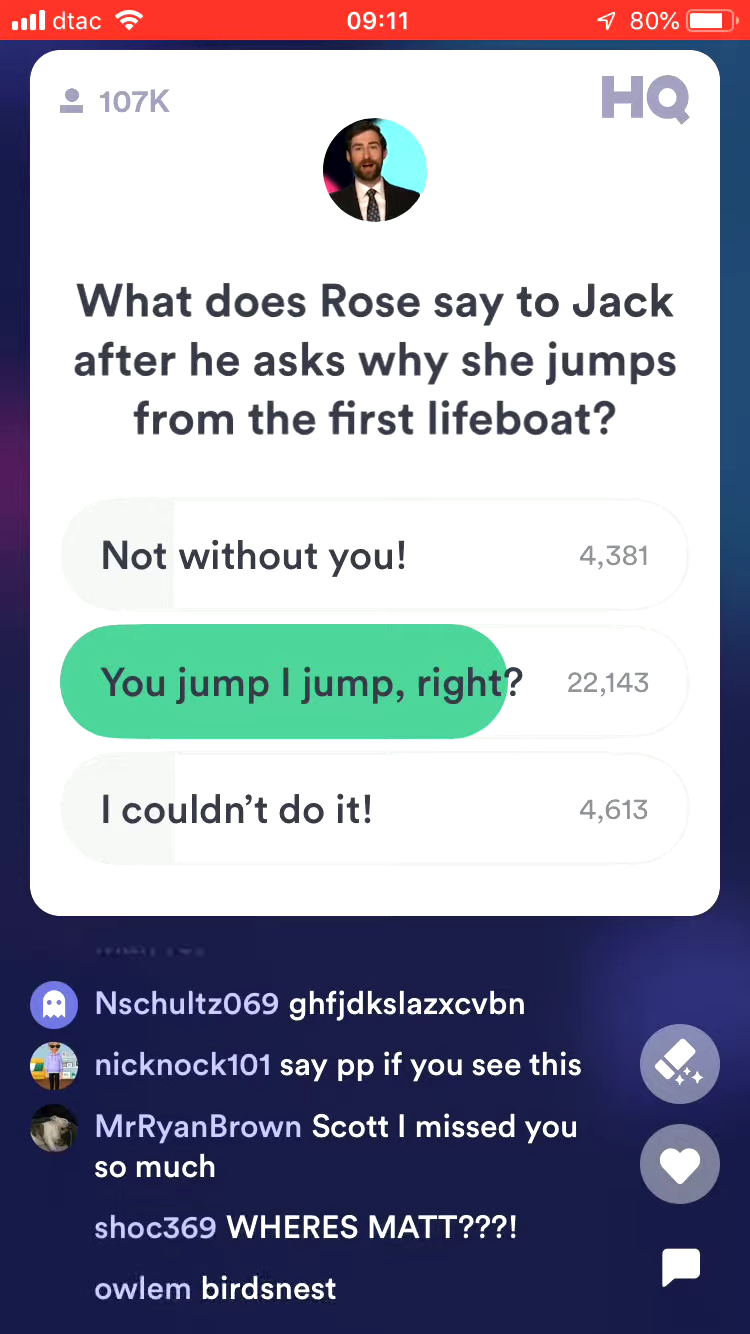 dtac 09:11 80%
107K HQ
What does Rose say to Jack
after he asks why she jumps
from the first lifeboat?
Not without you! 4,381
You jump I jump, right? 22,143
I couldn't do it! 4,613
Nschultz069 ghfjdkslazxcvbn
nicknock101 say pp if you see this
MrRyanBrown Scott I missed you
so much
shoc369 WHERES MATT???!
owlem birdsnest